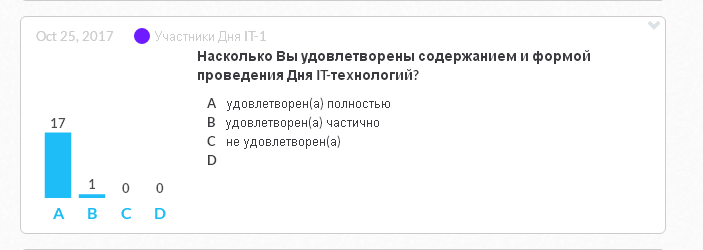 Oct 25, 2017 Участники Дня IT-1
Насколько Вы удовлетворены содержанием и формой
проведения Дня IT-технологий?
A удовлетворен(а) полностью
B удовлетворен(а) частично
C не удовлетворен(а)
D
17 1 0 0
A B C D